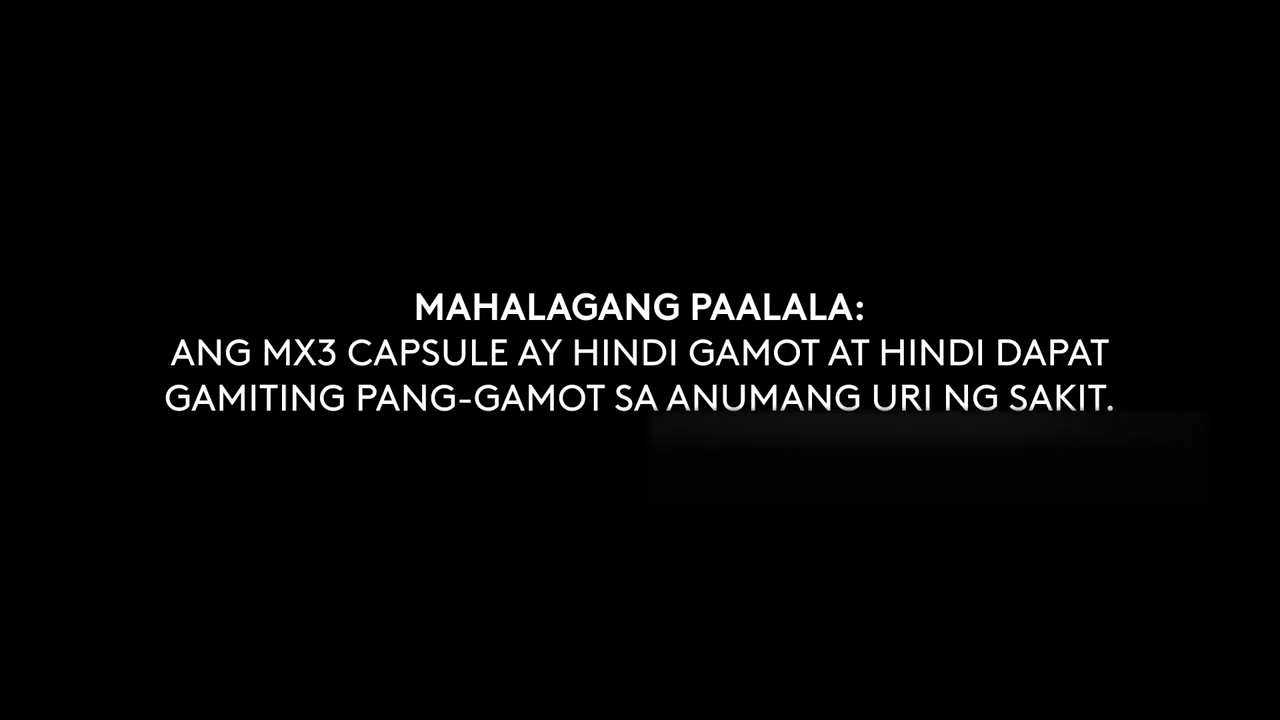 MAHALAGANG PAALALA:
ANG MX3 CAPSULE AY HINDI GAMOT AT HINDI DAPAT
GAMITING PANG-GAMOT SA ANUMANG URI NG SAKIT.